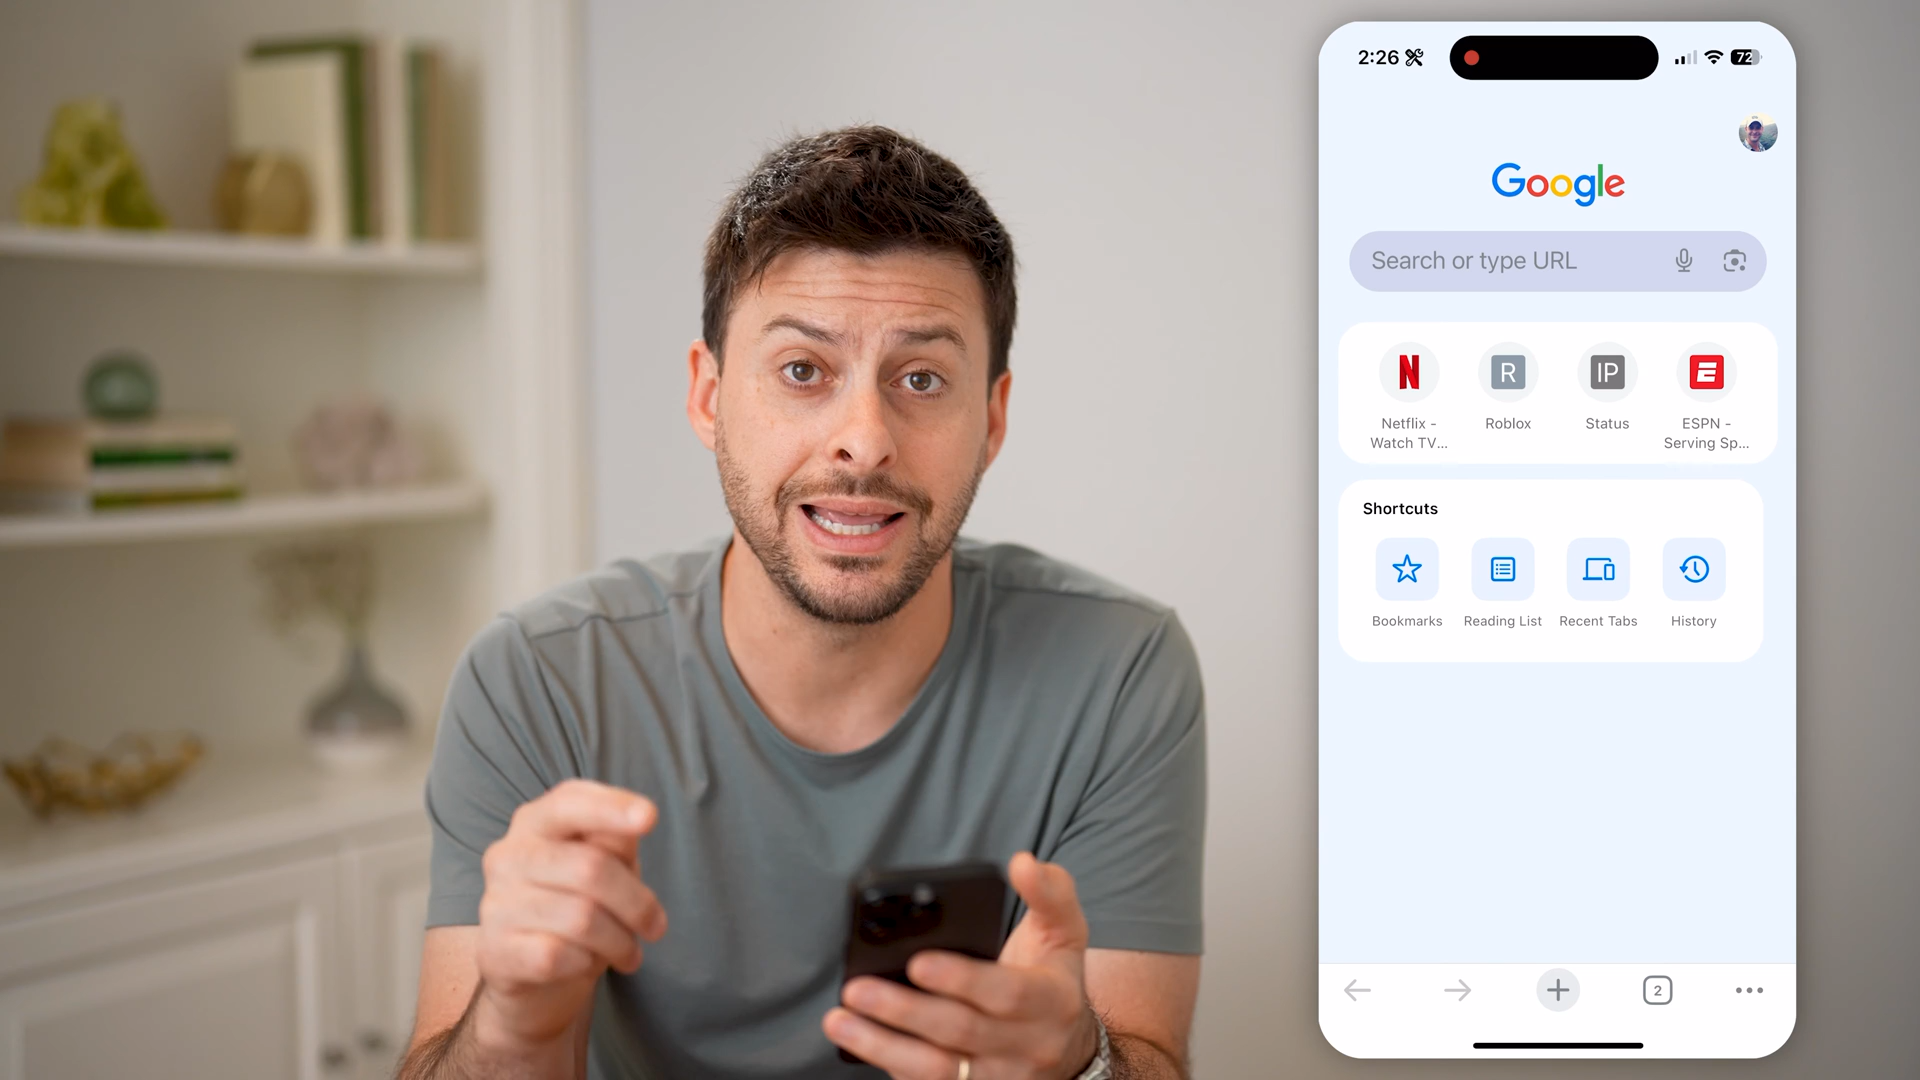 2:26
72
Google
Search or type URL
N
R
IP
E
Netflix -
Watch TV...
Roblox
Status
ESPN -
Serving Sp...
Shortcuts
Bookmarks
Reading List
Recent Tabs
History
2